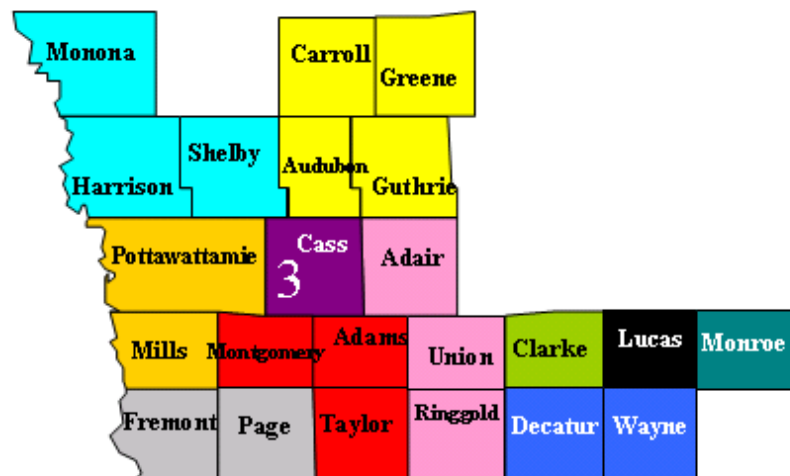 Monona
Carroll
Greene
Harrison
Shelby
Audubon
Guthrie
Pottawattamie
Cass
3
Adair
Mills
Montgomery
Adams
Union
Clarke
Lucas
Monroe
Fremont
Page
Taylor
Ringgold
Decatur
Wayne